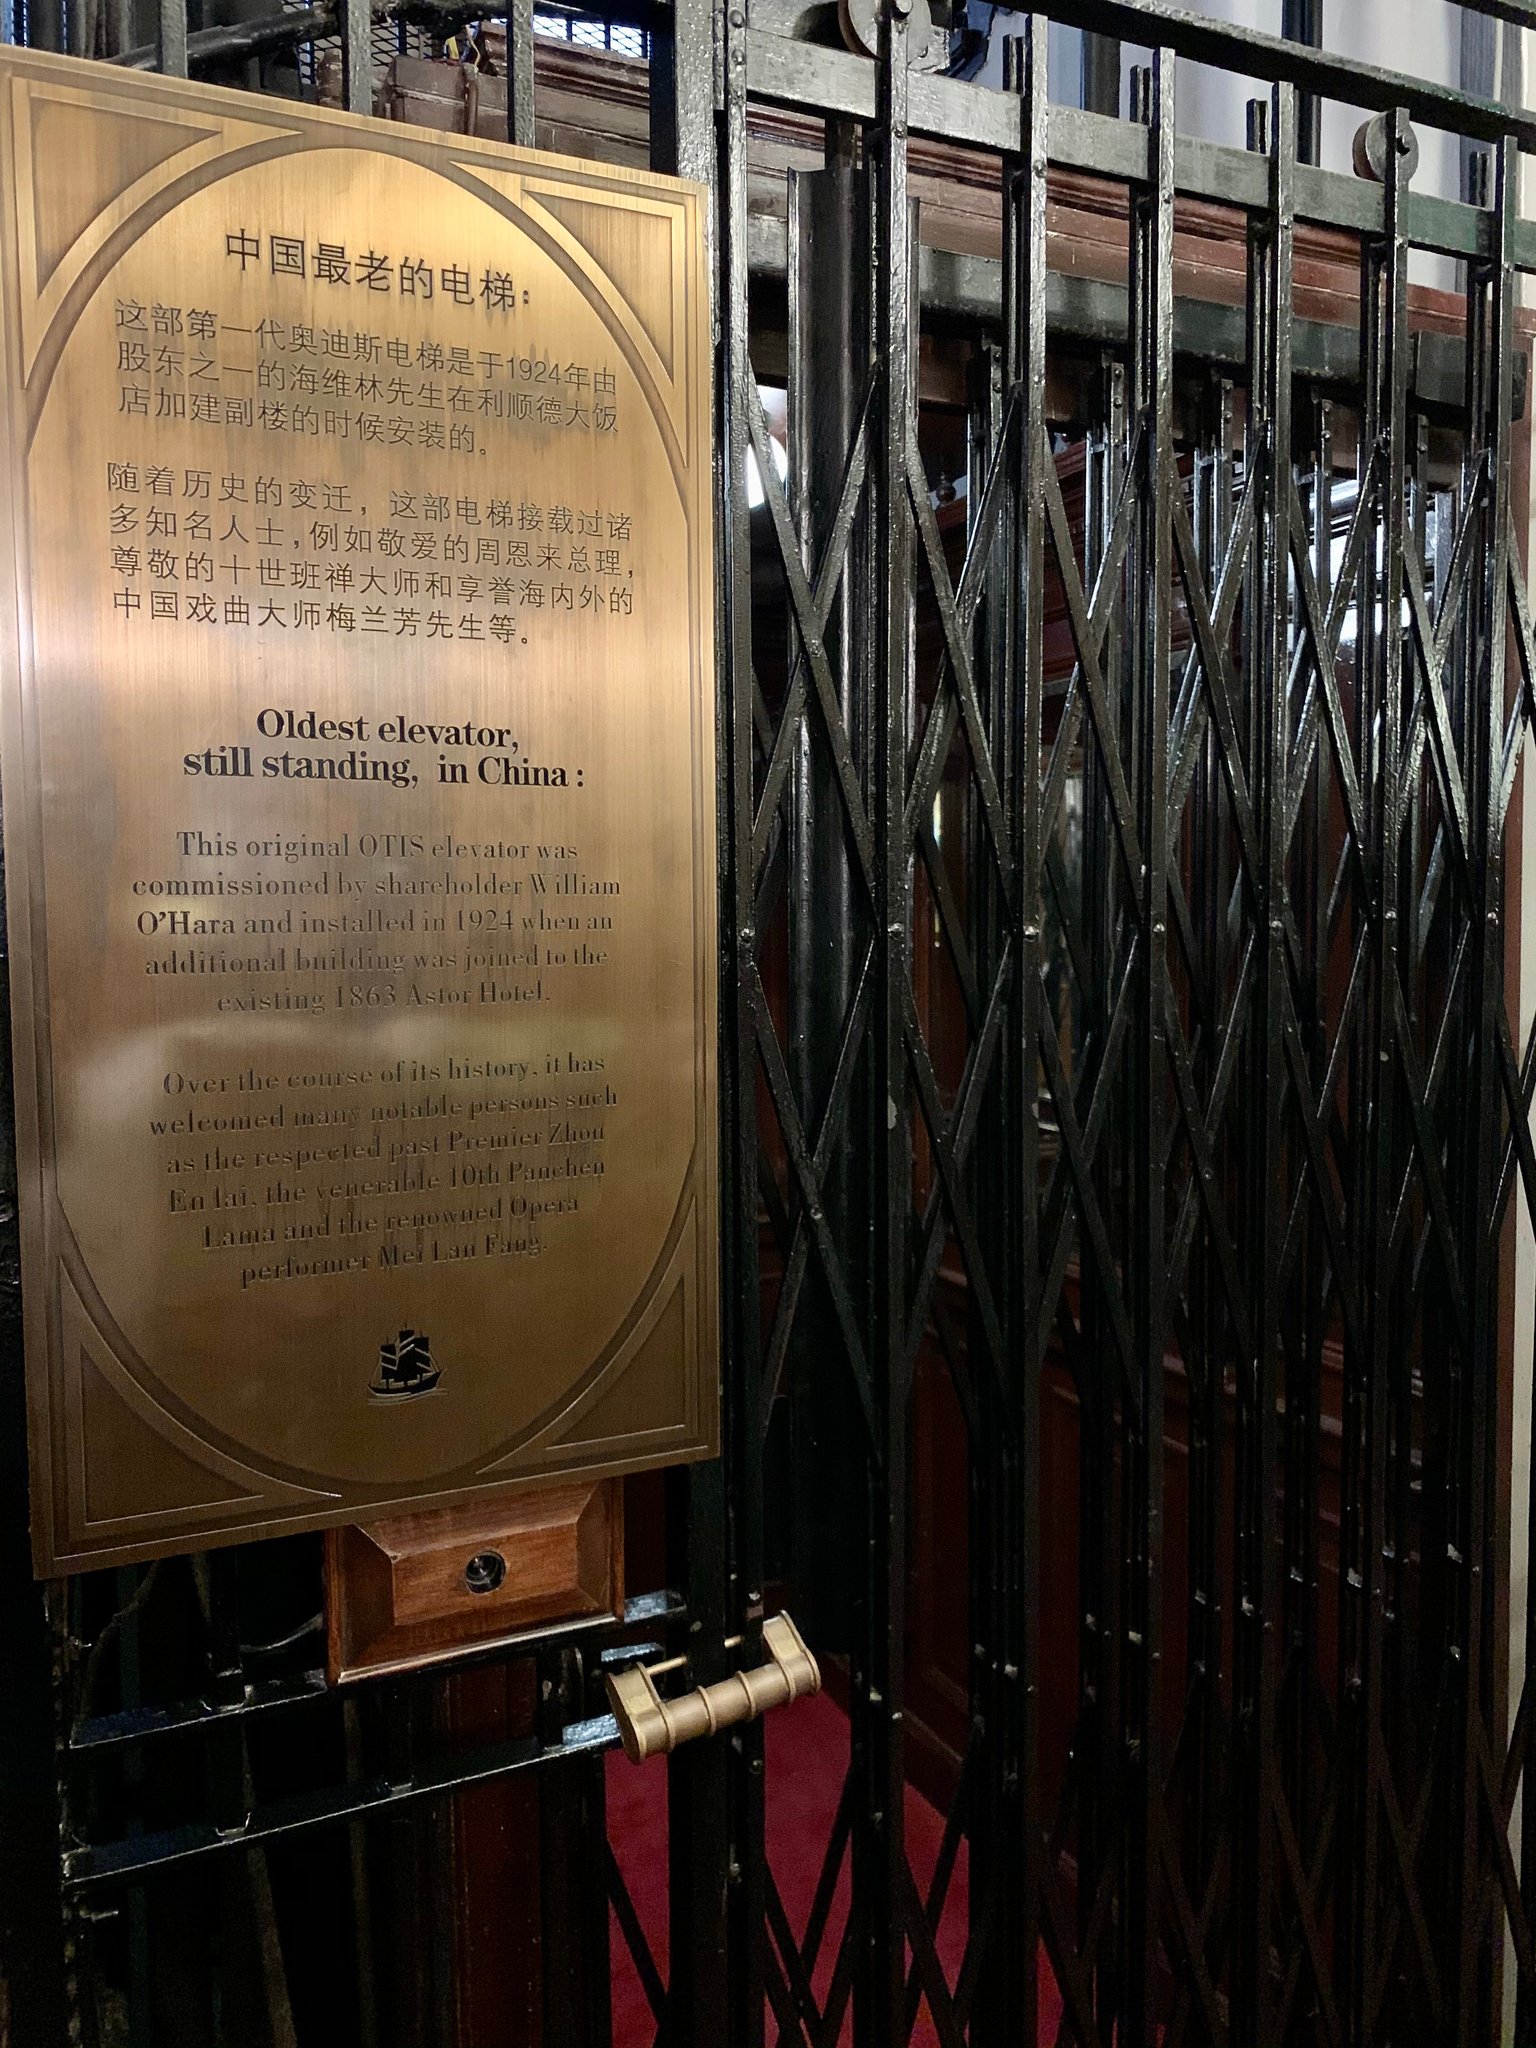 中国最老的电梯：
这部第一代奥迪斯电梯是于1924年由
股东之一的海维林先生在利顺德大饭
店加建副楼的时候安装的。
随着历史的变迁，这部电梯接载过诸
多知名人士，例如敬爱的周恩来总理，
尊敬的十世班禅大师和享誉海内外的
中国戏曲大师梅兰芳先生等。
Oldest elevator,
still standing, in China :
This original OTIS elevator was
commissioned by shareholder William
O'Hara and installed in 1924 when an
additional building was joined to the
existing 1863 Astor Hotel.
Over the course of its history, it has
welcomed many notable persons such
as the respected past Premier Zhou
En lai, the venerable 10th Panchen
Lama and the renowned Opera
performer Mei Lan Fang.